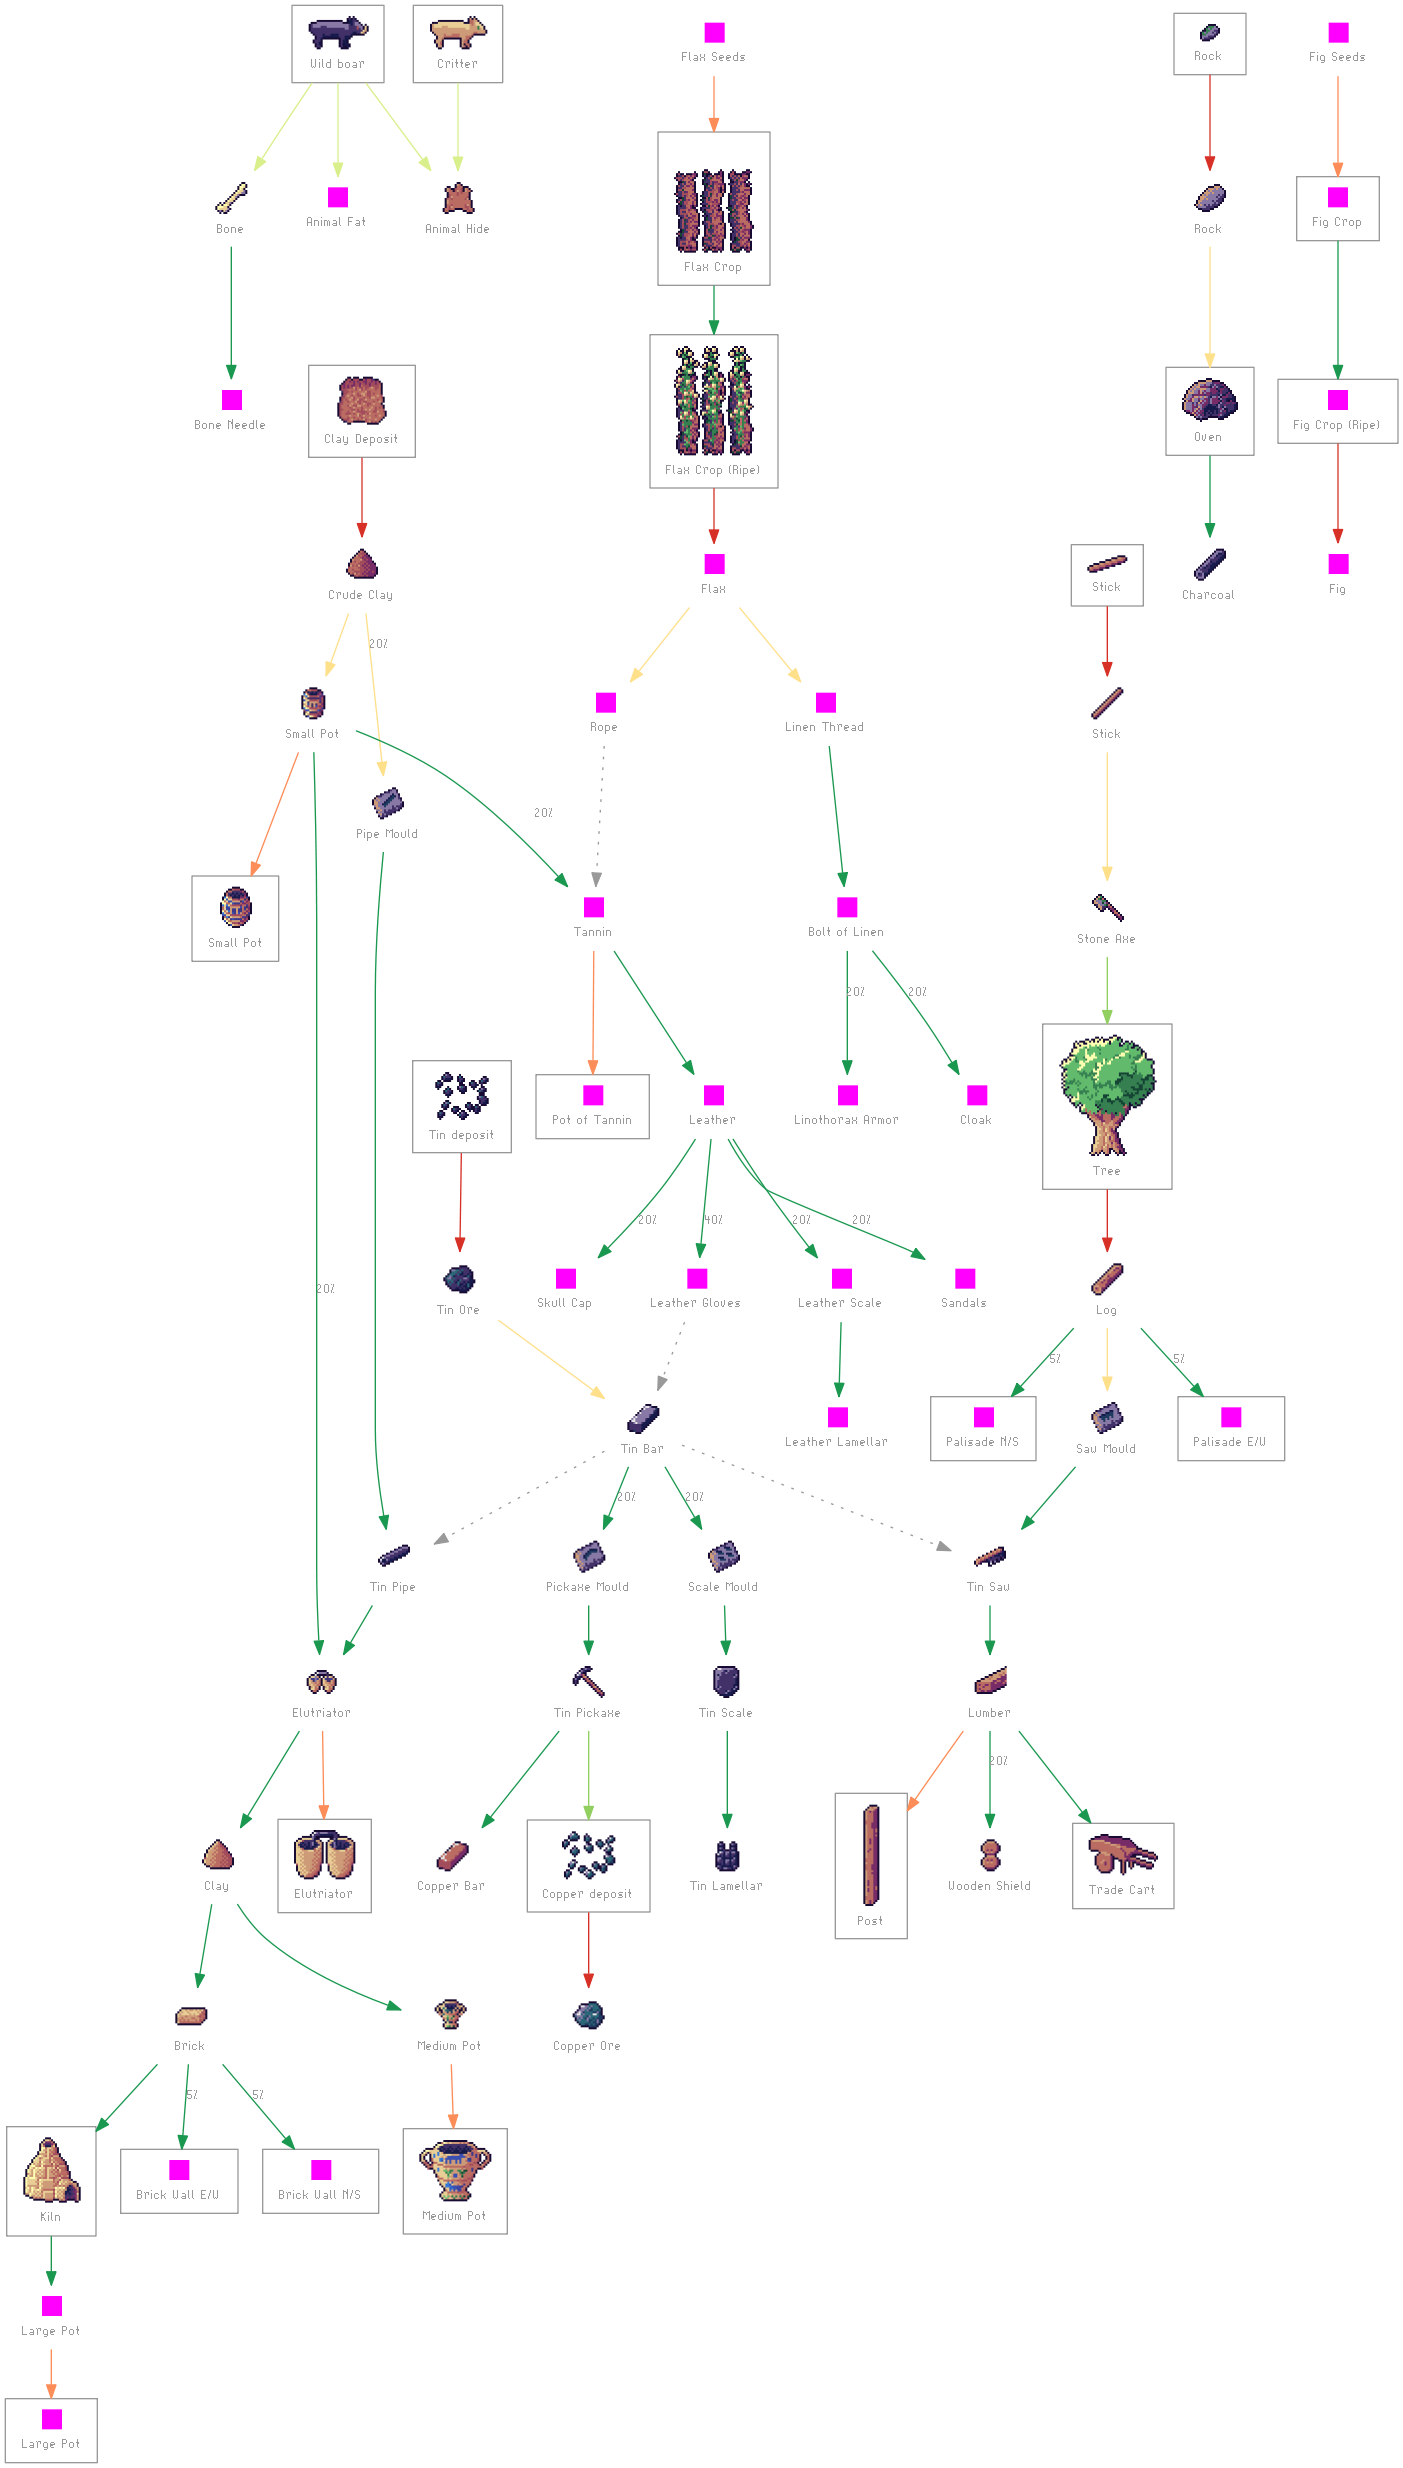 Wild boar
Critter
Flax Seeds
Rock
Fig Seeds
Bone
Animal Fat
Animal Hide
Flax Crop
Rock
Fig Crop
Bone Needle
Clay Deposit
Flax Crop (Ripe)
Oven
Fig Crop (Ripe)
Crude Clay
Flax
Stick
Charcoal
Fig
20%
Small Pot
Rope
Linen Thread
Stick
Pipe Mould
20%
Small Pot
Tannin
Bolt of Linen
Stone Axe
20%
20%
Tin deposit
Pot of Tannin
Leather
Linothorax Armor
Cloak
Tree
20%
40%
20%
20%
20%
Tin Ore
Skull Cap
Leather Gloves
Leather Scale
Sandals
Log
5%
5%
Tin Bar
Leather Lamellar
Palisade N/S
Saw Mould
Palisade E/W
20%
20%
Tin Pipe
Pickaxe Mould
Scale Mould
Tin Saw
Elutriator
Tin Pickaxe
Tin Scale
Lumber
20%
Clay
Elutriator
Copper Bar
Copper deposit
Tin Lamellar
Post
Wooden Shield
Trade Cart
Brick
Medium Pot
Copper Ore
5%
5%
Kiln
Brick Wall E/W
Brick Wall N/S
Medium Pot
Large Pot
Large Pot